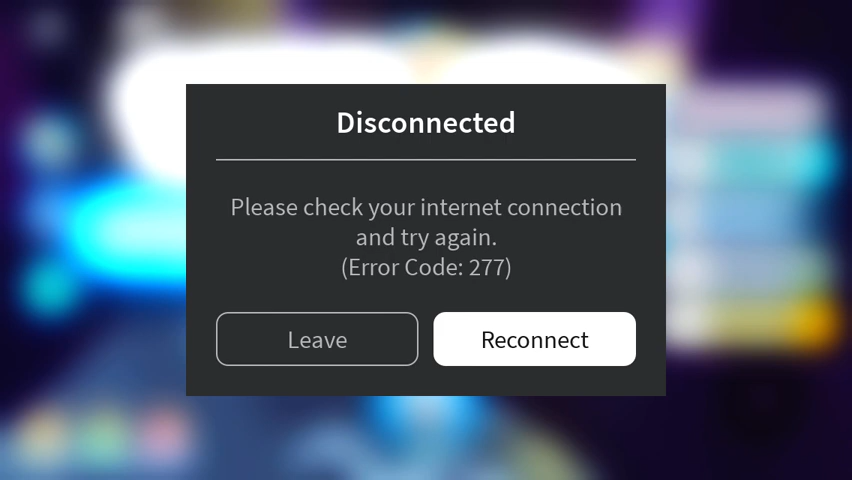 Disconnected
Please check your internet connection
and try again.
(Error Code: 277)
Leave
Reconnect